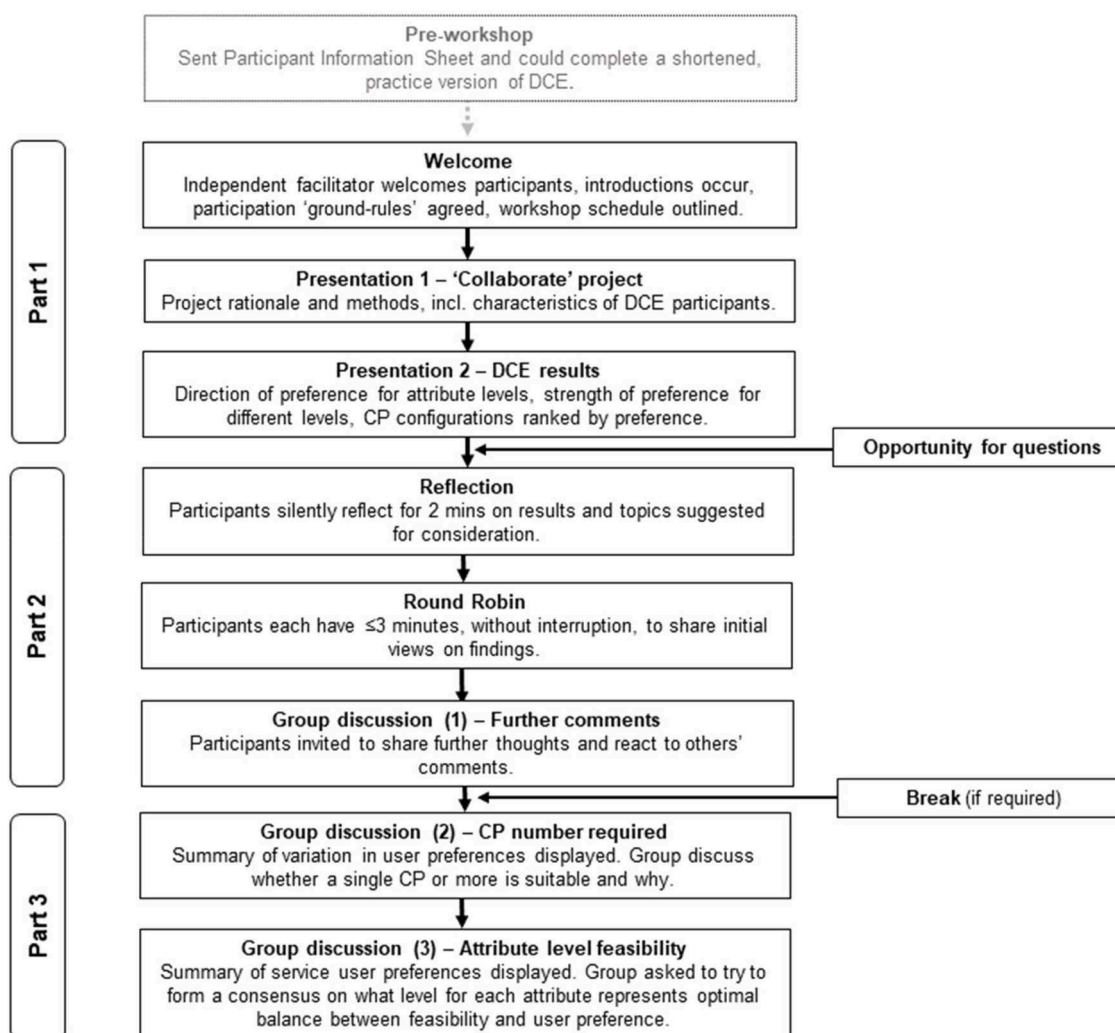 Pre-workshop
Sent Participant Information Sheet and could complete a shortened,
practice version of DCE.
Part 1
Welcome
Independent facilitator welcomes participants, introductions occur,
participation ‘ground-rules’ agreed, workshop schedule outlined.
Presentation 1 – ‘Collaborate’ project
Project rationale and methods, incl. characteristics of DCE participants.
Presentation 2 – DCE results
Direction of preference for attribute levels, strength of preference for
different levels, CP configurations ranked by preference.
Opportunity for questions
Part 2
Reflection
Participants silently reflect for 2 mins on results and topics suggested
for consideration.
Round Robin
Participants each have ≤3 minutes, without interruption, to share initial
views on findings.
Group discussion (1) – Further comments
Participants invited to share further thoughts and react to others’
comments.
Break (if required)
Part 3
Group discussion (2) – CP number required
Summary of variation in user preferences displayed. Group discuss
whether a single CP or more is suitable and why.
Group discussion (3) – Attribute level feasibility
Summary of service user preferences displayed. Group asked to try to
form a consensus on what level for each attribute represents optimal
balance between feasibility and user preference.